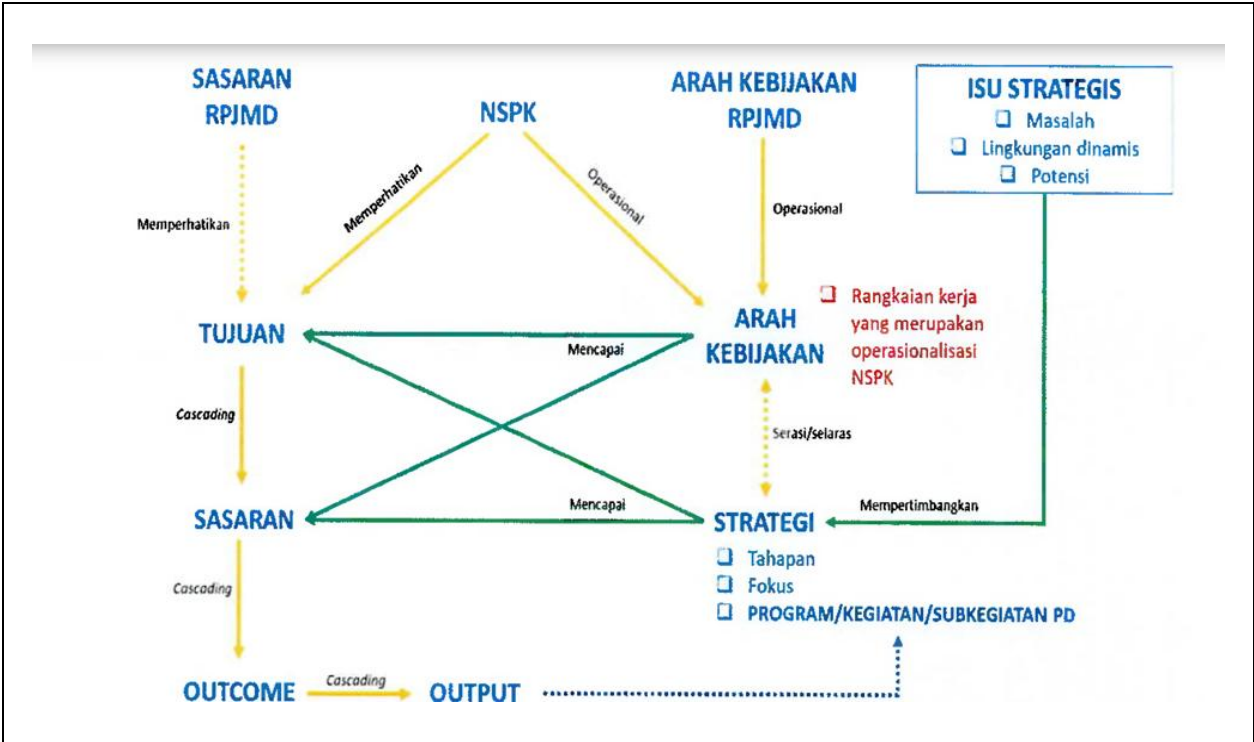 SASARAN
RPJMD
NSPK
ARAH KEBIJAKAN
RPJMD
ISU STRATEGIS
❑ Masalah
❑ Lingkungan dinamis
❑ Potensi
Memperhatikan
Memperhatikan
Operasional
Operasional
TUJUAN
Mencapai
ARAH
KEBIJAKAN
❑ Rangkaian kerja
yang merupakan
operasionalisasi
NSPK
Cascading
Serasi/selaras
SASARAN
Mencapai
STRATEGI
Mempertimbangkan
❑ Tahapan
❑ Fokus
❑ PROGRAM/KEGIATAN/SUBKEGIATAN PD
Cascading
OUTCOME
Cascading
OUTPUT